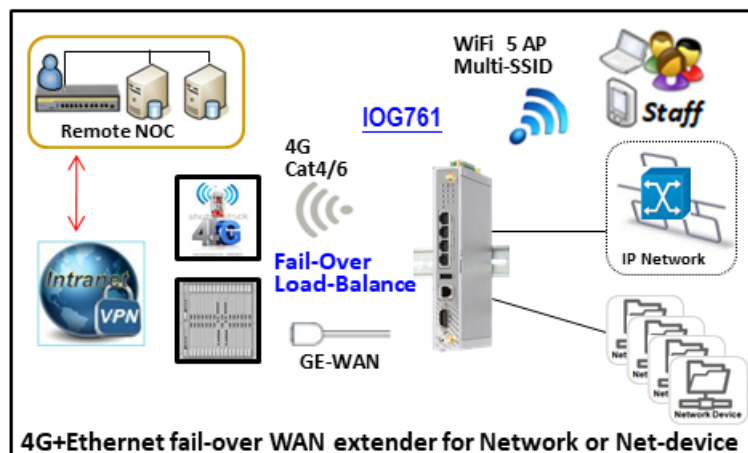 Remote NOC
WiFi 5 AP
Multi-SSID
Staff
IOG761
4G
Cat4/6
4G
Intranet
VPN
Fail-Over
Load-Balance
GE-WAN
IP Network
Network Device
4G+Ethernet fail-over WAN extender for Network or Net-device